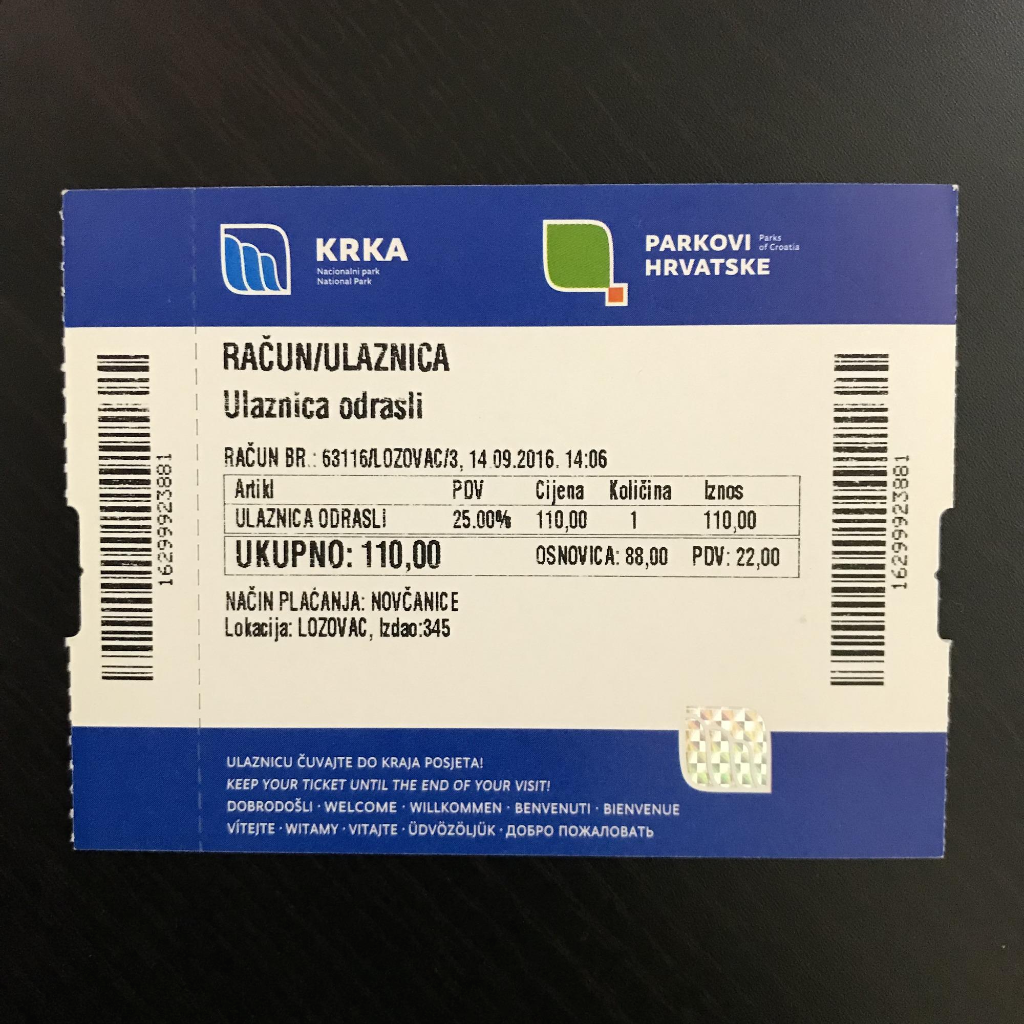 KRKA
Nacionalni park
National Park
PARKOVI
HRVATSKE
Parks
of Croatia
RAČUN/ULAZNICA
Ulaznica odrasli
RAČUN BR.: 63116/LOZOVAC/3, 14.09.2016. 14:06
Artikl PDV Cijena Količina Iznos
ULAZNICA ODRASLI 25.00% 110,00 1 110,00
UKUPNO: 110,00 OSNOVICA: 88,00 PDV: 22,00
NAČIN PLAĆANJA: NOVČANICE
Lokacija: LOZOVAC, Izdao:345
1629999923881
1629999923881
ULAZNICU ČUVAJTE DO KRAJA POSJETA!
KEEP YOUR TICKET UNTIL THE END OF YOUR VISIT!
DOBRODOŠLI · WELCOME · WILLKOMMEN · BENVENUTI · BIENVENUE
VÍTEJTE · WITAMY · VITAJTE · ÜDVÖZÖLJÜK · ДОБРО ПОЖАЛОВАТЬ